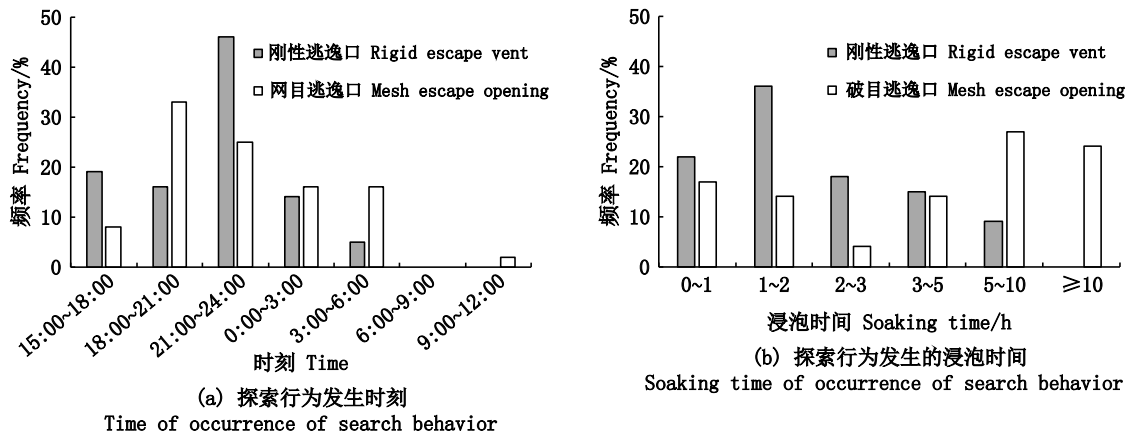 50
40
30
20
10
0
频率 Frequency/%
刚性逃逸口 Rigid escape vent
网目逃逸口 Mesh escape opening
15:00~18:00
18:00~21:00
21:00~24:00
0:00~3:00
3:00~6:00
6:00~9:00
9:00~12:00
时刻 Time
(a) 探索行为发生时刻
Time of occurrence of search behavior
50
40
30
20
10
0
频率 Frequency/%
刚性逃逸口 Rigid escape vent
破目逃逸口 Mesh escape opening
0~1
1~2
2~3
3~5
5~10
≥10
浸泡时间 Soaking time/h
(b) 探索行为发生的浸泡时间
Soaking time of occurrence of search behavior